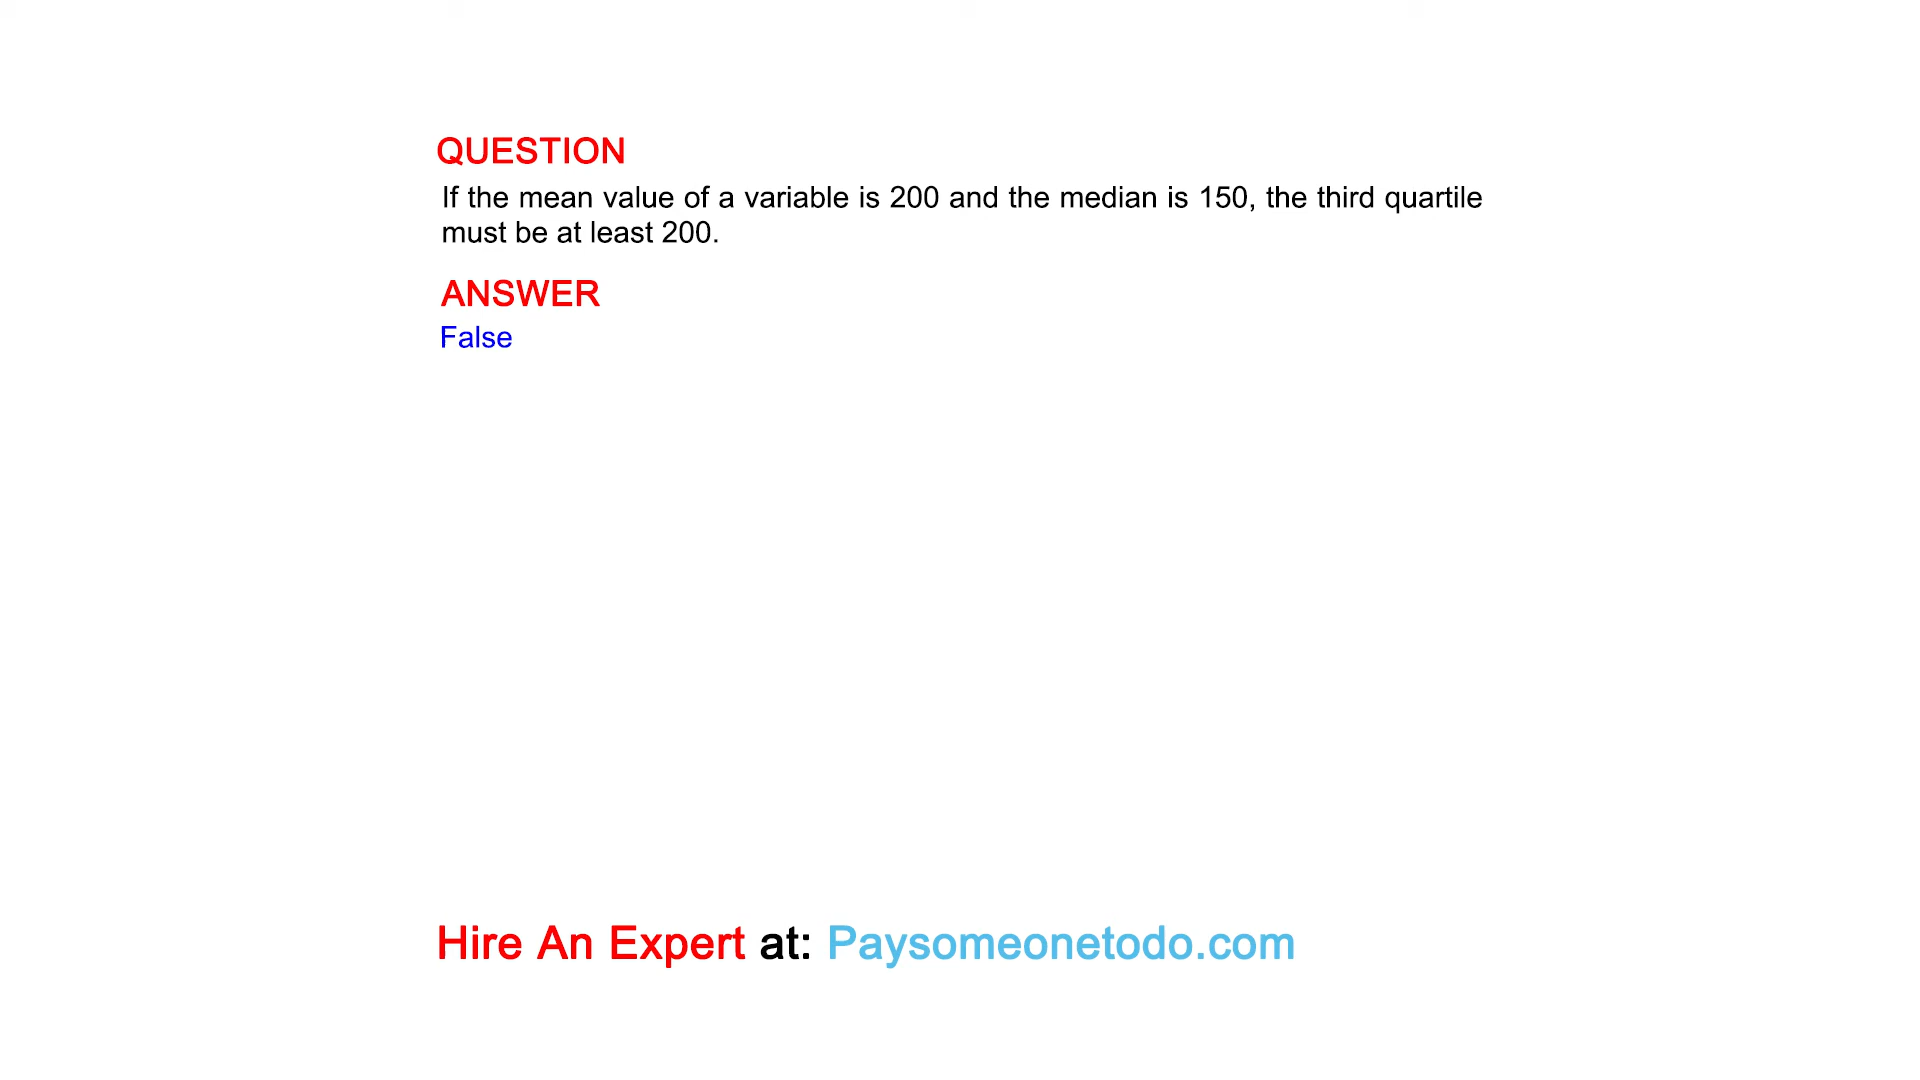 QUESTION
If the mean value of a variable is 200 and the median is 150, the third quartile
must be at least 200.
ANSWER
False
Hire An Expert at: Paysomeonetodo.com